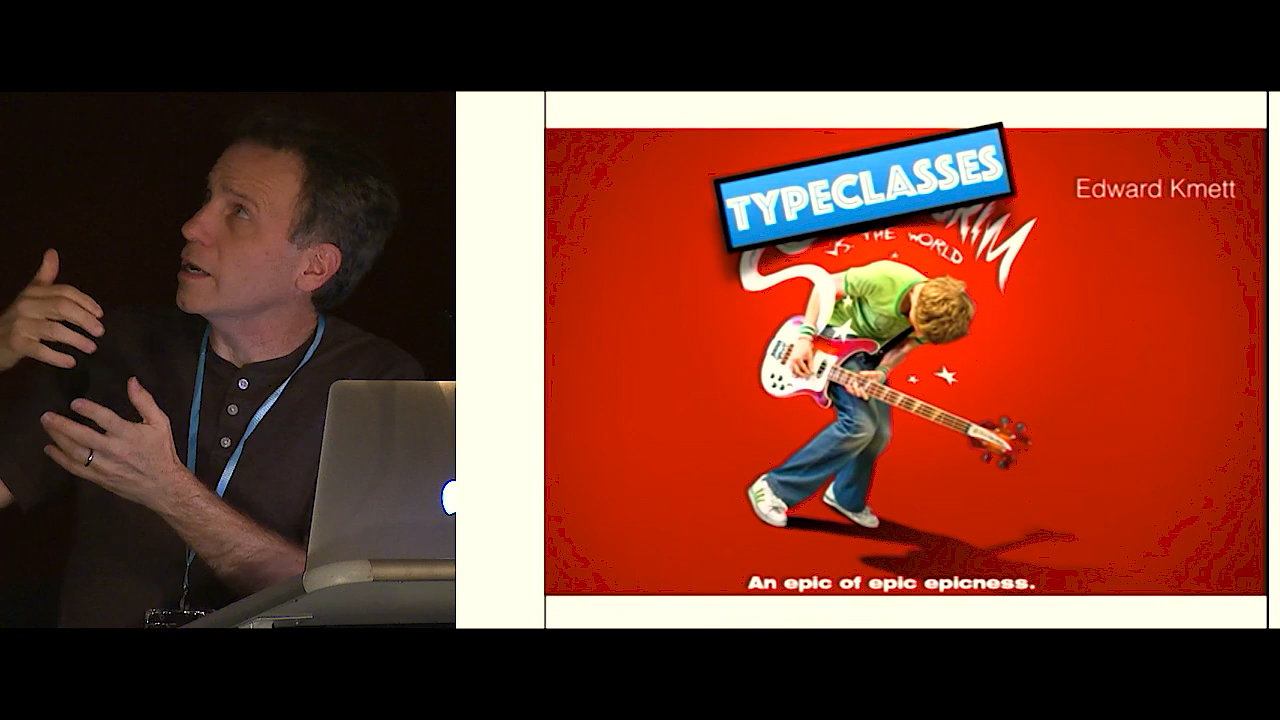 TYPECLASSES
Edward Kmett
VS. THE WORLD
An epic of epic epicness.